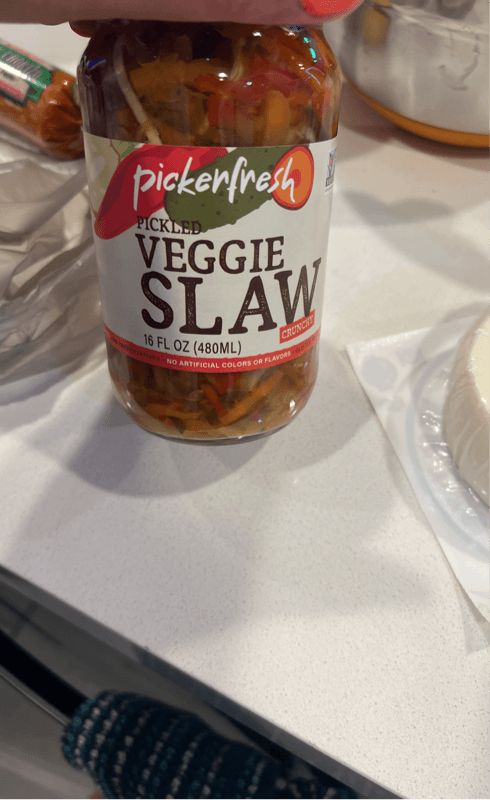 pickerfresh
PICKLED
VEGGIE
SLAW
CRUNCHY
16 FL OZ (480ML)
NO ARTIFICIAL COLORS OR FLAVORS